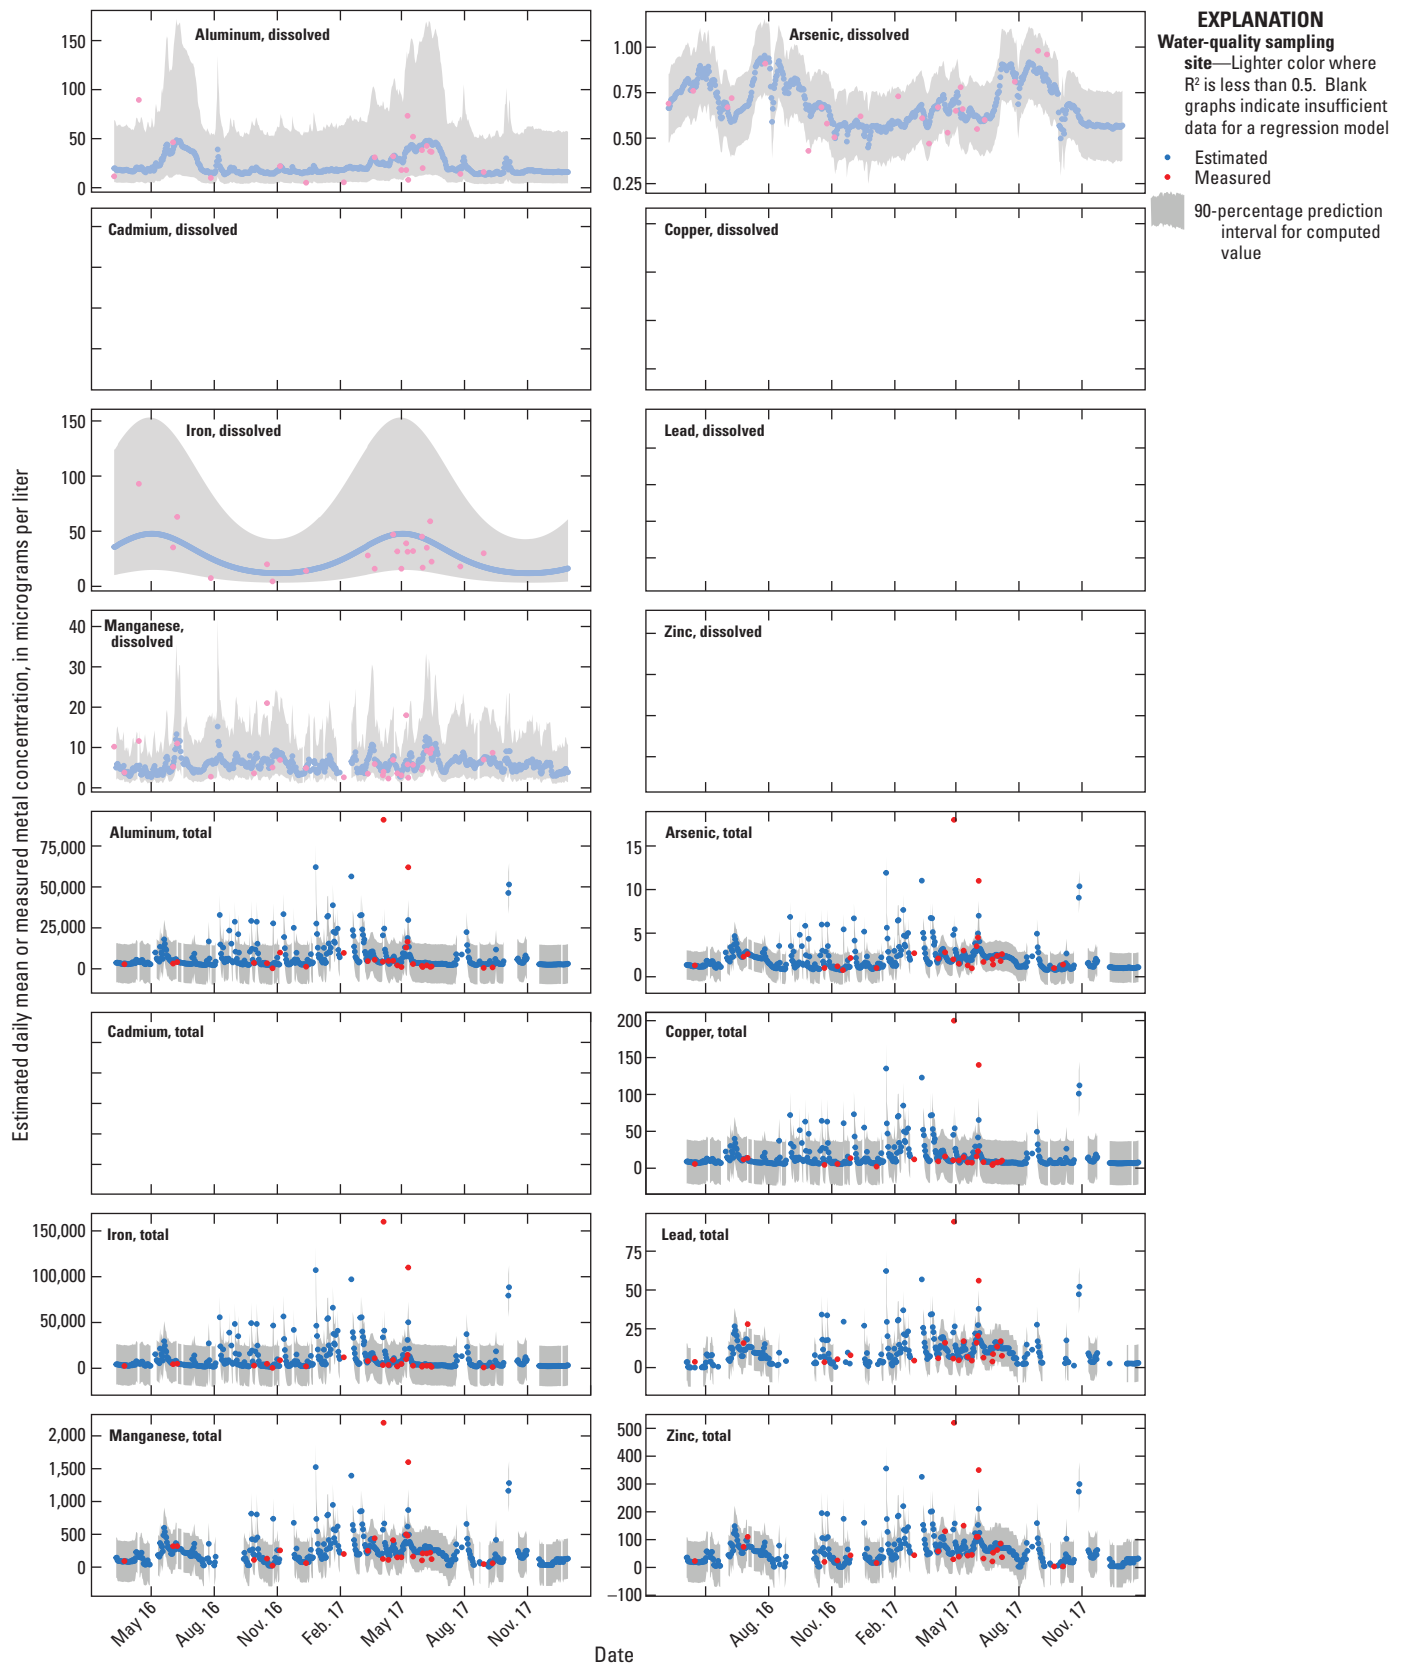 EXPLANATION
Water-quality sampling
site—Lighter color where
R² is less than 0.5. Blank
graphs indicate insufficient
data for a regression model
Estimated
Measured
90-percentage prediction
interval for computed
value
Estimated daily mean or measured metal concentration, in micrograms per liter
Aluminum, dissolved
150
100
50
0
Arsenic, dissolved
1.00
0.75
0.50
0.25
Cadmium, dissolved
Copper, dissolved
Iron, dissolved
150
100
50
0
Lead, dissolved
Manganese,
dissolved
40
30
20
10
0
Zinc, dissolved
Aluminum, total
75,000
50,000
25,000
0
Arsenic, total
15
10
5
0
Cadmium, total
Copper, total
200
150
100
50
0
Iron, total
150,000
100,000
50,000
0
Lead, total
75
50
25
0
Manganese, total
2,000
1,500
1,000
500
0
Zinc, total
500
400
300
200
100
0
−100
May 16
Aug. 16
Nov. 16
Feb. 17
May 17
Aug. 17
Nov. 17
Aug. 16
Nov. 16
Feb. 17
May 17
Aug. 17
Nov. 17
Date